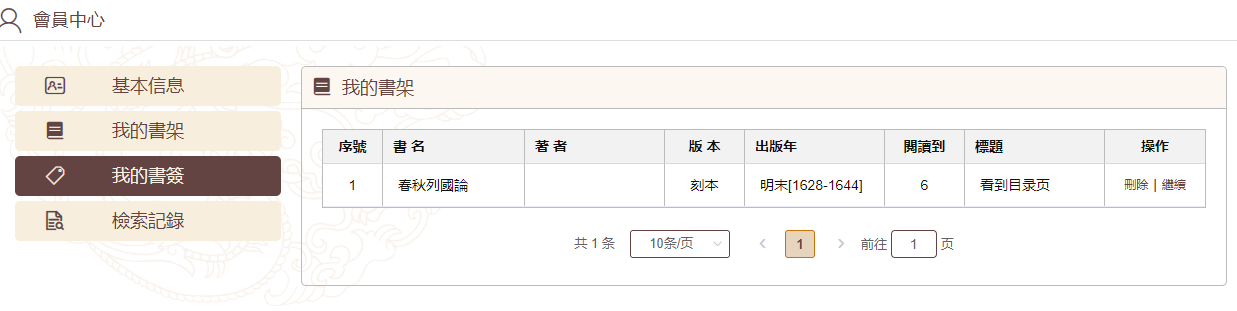 會員中心
基本信息
我的書架
我的書簽
檢索記錄
我的書架
序號 書 名 著 者 版 本 出版年 閱讀到 標題 操作
1 春秋列國論 刻本 明末[1628-1644] 6 看到目录页 刪除 | 繼續
共 1 条 10条/页 1 前往 1 页